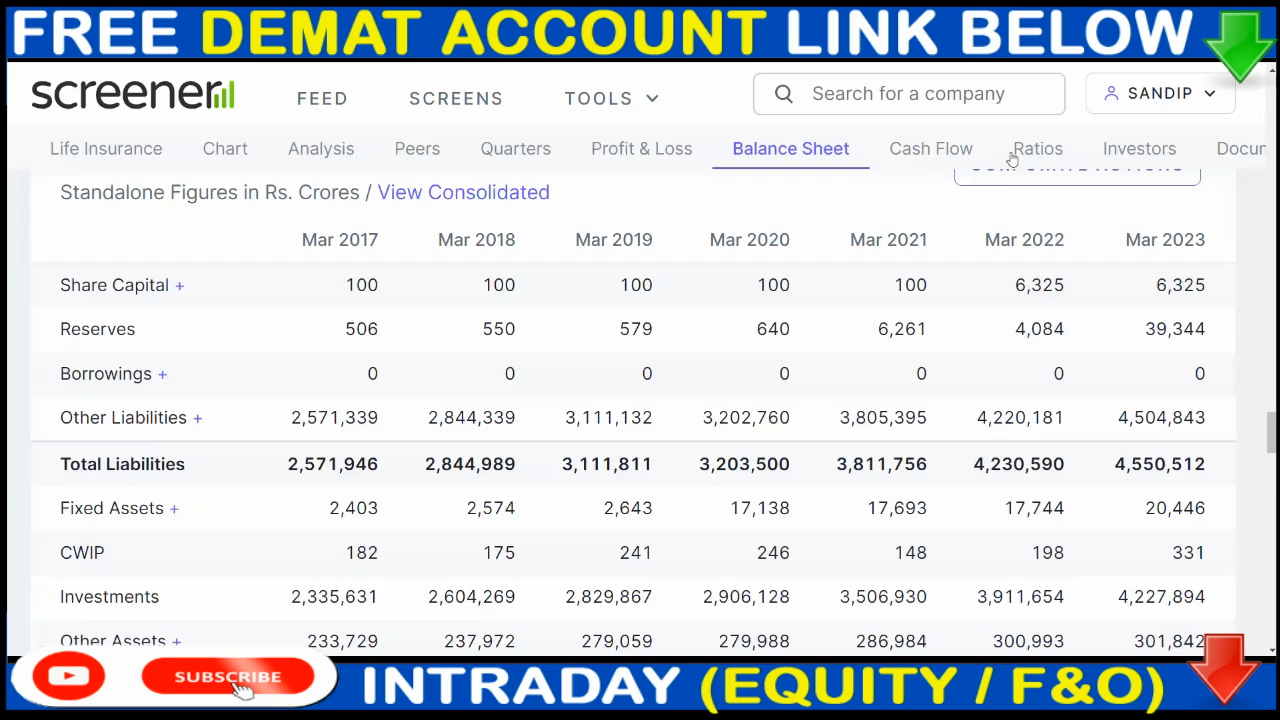 FREE DEMAT ACCOUNT LINK BELOW
screener FEED SCREENS TOOLS Search for a company SANDIP
Life Insurance Chart Analysis Peers Quarters Profit & Loss Balance Sheet Cash Flow Ratios Investors Docum
CORPORATE ACTIONS
Standalone Figures in Rs. Crores / View Consolidated
Mar 2017 Mar 2018 Mar 2019 Mar 2020 Mar 2021 Mar 2022 Mar 2023
Share Capital + 100 100 100 100 100 6,325 6,325
Reserves 506 550 579 640 6,261 4,084 39,344
Borrowings + 0 0 0 0 0 0 0
Other Liabilities + 2,571,339 2,844,339 3,111,132 3,202,760 3,805,395 4,220,181 4,504,843
Total Liabilities 2,571,946 2,844,989 3,111,811 3,203,500 3,811,756 4,230,590 4,550,512
Fixed Assets + 2,403 2,574 2,643 17,138 17,693 17,744 20,446
CWIP 182 175 241 246 148 198 331
Investments 2,335,631 2,604,269 2,829,867 2,906,128 3,506,930 3,911,654 4,227,894
Other Assets + 233,729 237,972 279,059 279,988 286,984 300,993 301,842
SUBSCRIBE INTRADAY (EQUITY / F&O)